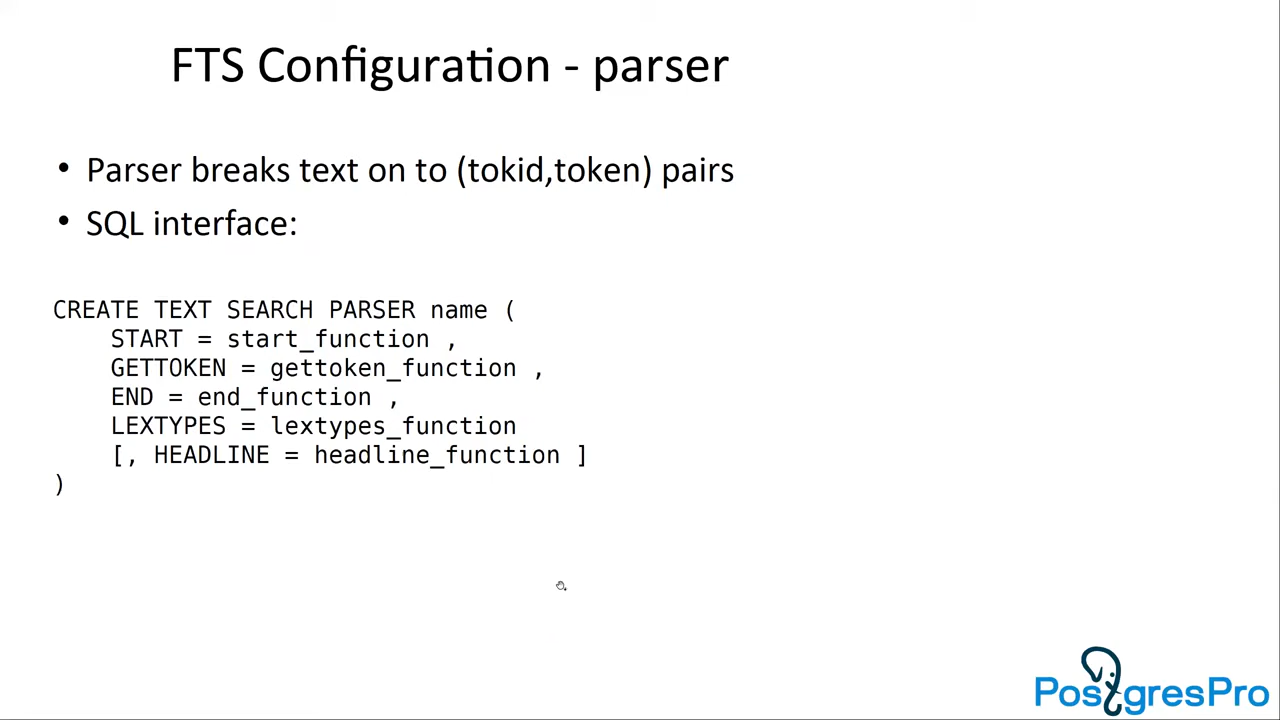 FTS Configuration - parser
• Parser breaks text on to (tokid,token) pairs
• SQL interface:
CREATE TEXT SEARCH PARSER name (
    START = start_function ,
    GETTOKEN = gettoken_function ,
    END = end_function ,
    LEXTYPES = lextypes_function
    [, HEADLINE = headline_function ]
)
PostgresPro